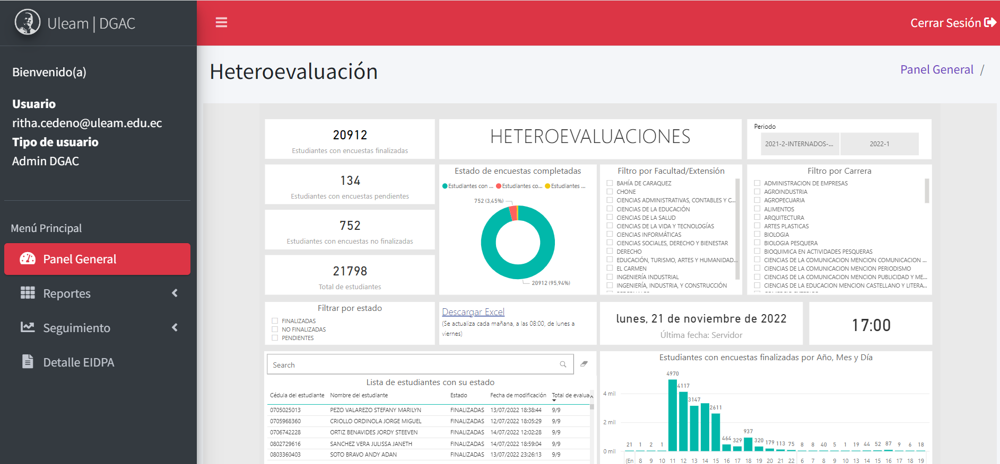 Uleam | DGAC
Cerrar Sesión
Bienvenido(a)
Usuario
ritha.cedeno@uleam.edu.ec
Tipo de usuario
Admin DGAC
Menú Principal
Panel General
Reportes
Seguimiento
Detalle EIDPA
Heteroevaluación
Panel General /
20912
Estudiantes con encuestas finalizadas
134
Estudiantes con encuestas pendientes
752
Estudiantes con encuestas no finalizadas
21798
Total de estudiantes
HETEROEVALUACIONES
Periodo
2021-2-INTERNADOS-...
2022-1
Estado de encuestas completadas
Estudiantes con ... Estudiantes co... Estudiantes ...
752 (3,45%)
20912 (95,94%)
Filtro por Facultad/Extensión
BAHÍA DE CARAQUEZ
CHONE
CIENCIAS ADMINISTRATIVAS, CONTABLES Y C...
CIENCIAS DE LA EDUCACIÓN
CIENCIAS DE LA SALUD
CIENCIAS DE LA VIDA Y TECNOLOGÍAS
CIENCIAS INFORMÁTICAS
CIENCIAS SOCIALES, DERECHO Y BIENESTAR
DERECHO
EDUCACIÓN, TURISMO, ARTES Y HUMANIDAD...
EL CARMEN
INGENIERÍA INDUSTRIAL
INGENIERÍA, INDUSTRIA, Y CONSTRUCCIÓN
Filtro por Carrera
ADMINISTRACION DE EMPRESAS
AGROINDUSTRIA
AGROPECUARIA
ALIMENTOS
ARQUITECTURA
ARTES PLASTICAS
BIOLOGIA
BIOLOGIA PESQUERA
BIOQUIMICA EN ACTIVIDADES PESQUERAS
CIENCIAS DE LA COMUNICACION MENCION COMUNICACION ...
CIENCIAS DE LA COMUNICACION MENCION PERIODISMO
CIENCIAS DE LA COMUNICACION MENCION PUBLICIDAD Y ME...
CIENCIAS DE LA EDUCACION MENCION CASTELLANO Y LITERA...
Filtrar por estado
FINALIZADAS
NO FINALIZADAS
PENDIENTES
Descargar Excel
(Se actualiza cada mañana, a las 08:00, de lunes a
viernes)
lunes, 21 de noviembre de 2022
Última fecha: Servidor
17:00
Search
Lista de estudiantes con su estado
Cédula del estudiante Nombre del estudiante Estado Fecha de modificación Total de evalua
0705025013 PEZO VALAREZO STEFANY MARILYN FINALIZADAS 13/07/2022 18:38:44 9/9
0705968360 CRIOLLO ORDINOLA JORGE MIGUEL FINALIZADAS 12/07/2022 18:05:29 9/9
0706742228 ORTIZ BENAVIDES JORDY STEEVEN FINALIZADAS 14/07/2022 12:02:28 9/9
0802729616 SANCHEZ VERA JULISSA JANETH FINALIZADAS 14/07/2022 18:59:04 9/9
0803360403 SOTO BRAVO ANDY ADAN FINALIZADAS 13/07/2022 23:26:13 9/9
Estudiantes con encuestas finalizadas por Año, Mes y Día
4 mil
2 mil
0 mil
21 1 2 1 4970 4117 3147 2611 464 329 937 320 179 113 75 8 8 40 5 1 19 44 52 87 9 6 18
(En 8 9 10 11 12 13 14 15 16 17 18 19 20 21 22 6 7 8 9 10 13 14 15 16 17 18 19